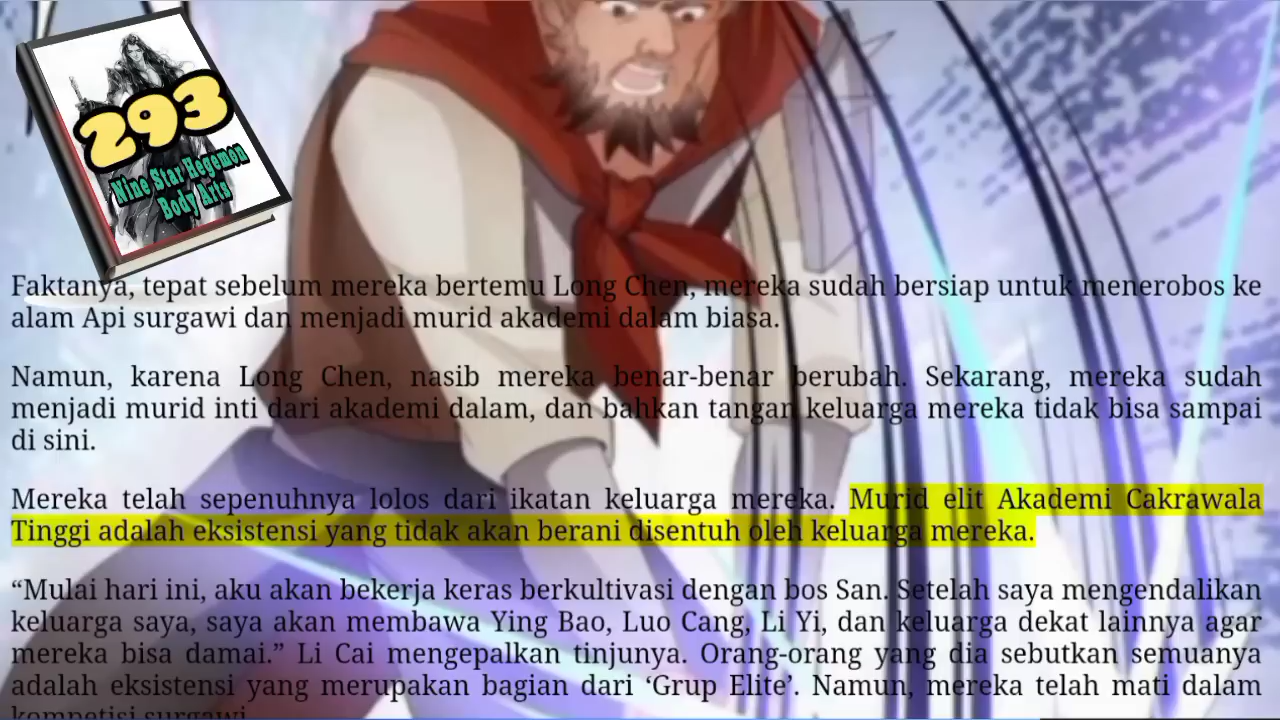 293
Nine Star Hegemon
Body Arts
Faktanya, tepat sebelum mereka bertemu Long Chen, mereka sudah bersiap untuk menerobos ke
alam Api surgawi dan menjadi murid akademi dalam biasa.
Namun, karena Long Chen, nasib mereka benar-benar berubah. Sekarang, mereka sudah
menjadi murid inti dari akademi dalam, dan bahkan tangan keluarga mereka tidak bisa sampai
di sini.
Mereka telah sepenuhnya lolos dari ikatan keluarga mereka. Murid elit Akademi Cakrawala
Tinggi adalah eksistensi yang tidak akan berani disentuh oleh keluarga mereka.
“Mulai hari ini, aku akan bekerja keras berkultivasi dengan bos San. Setelah saya mengendalikan
keluarga saya, saya akan membawa Ying Bao, Luo Cang, Li Yi, dan keluarga dekat lainnya agar
mereka bisa damai.” Li Cai mengepalkan tinjunya. Orang-orang yang dia sebutkan semuanya
adalah eksistensi yang merupakan bagian dari ‘Grup Elite’. Namun, mereka telah mati dalam
kompetisi surgawi.